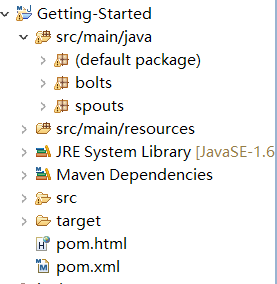 Getting-Started
src/main/java
(default package)
bolts
spouts
src/main/resources
JRE System Library [JavaSE-1.6
Maven Dependencies
src
target
pom.html
pom.xml